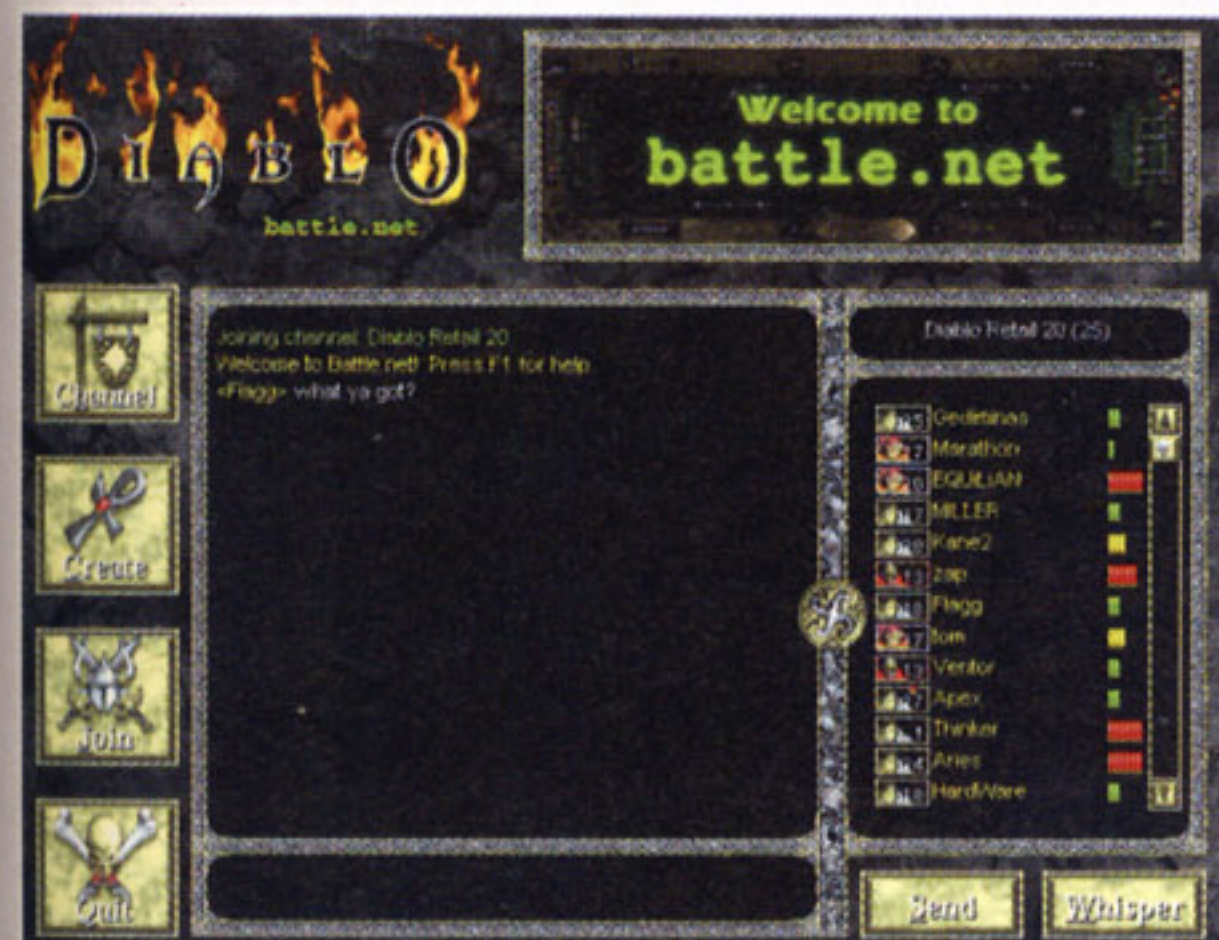 DIABLO
battle.net
Welcome to
battle.net
Channel
Create
Join
Quit
Joining channel: Diablo Retail 20
Welcome to Battle.net! Press F1 for help.
<Flagg> what ya got?
Diablo Retail 20 (25)
Gediminas
Marathon
EQUILIAN
MILLER
Kane2
zap
Flagg
tom
Ventor
Apex
Thinker
Aries
HardWare
Send
Whisper